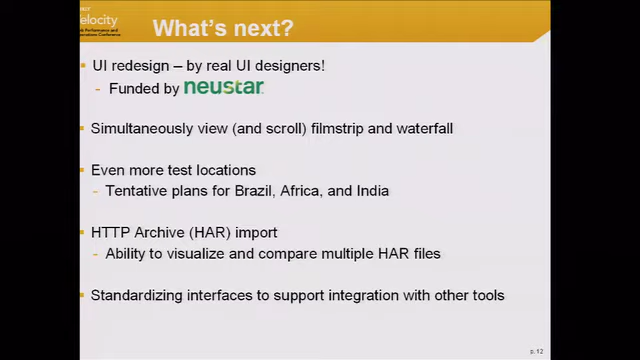 elocity
What's next?
UI redesign – by real UI designers!
- Funded by neustar
Simultaneously view (and scroll) filmstrip and waterfall
Even more test locations
- Tentative plans for Brazil, Africa, and India
HTTP Archive (HAR) import
- Ability to visualize and compare multiple HAR files
Standardizing interfaces to support integration with other tools
p. 12